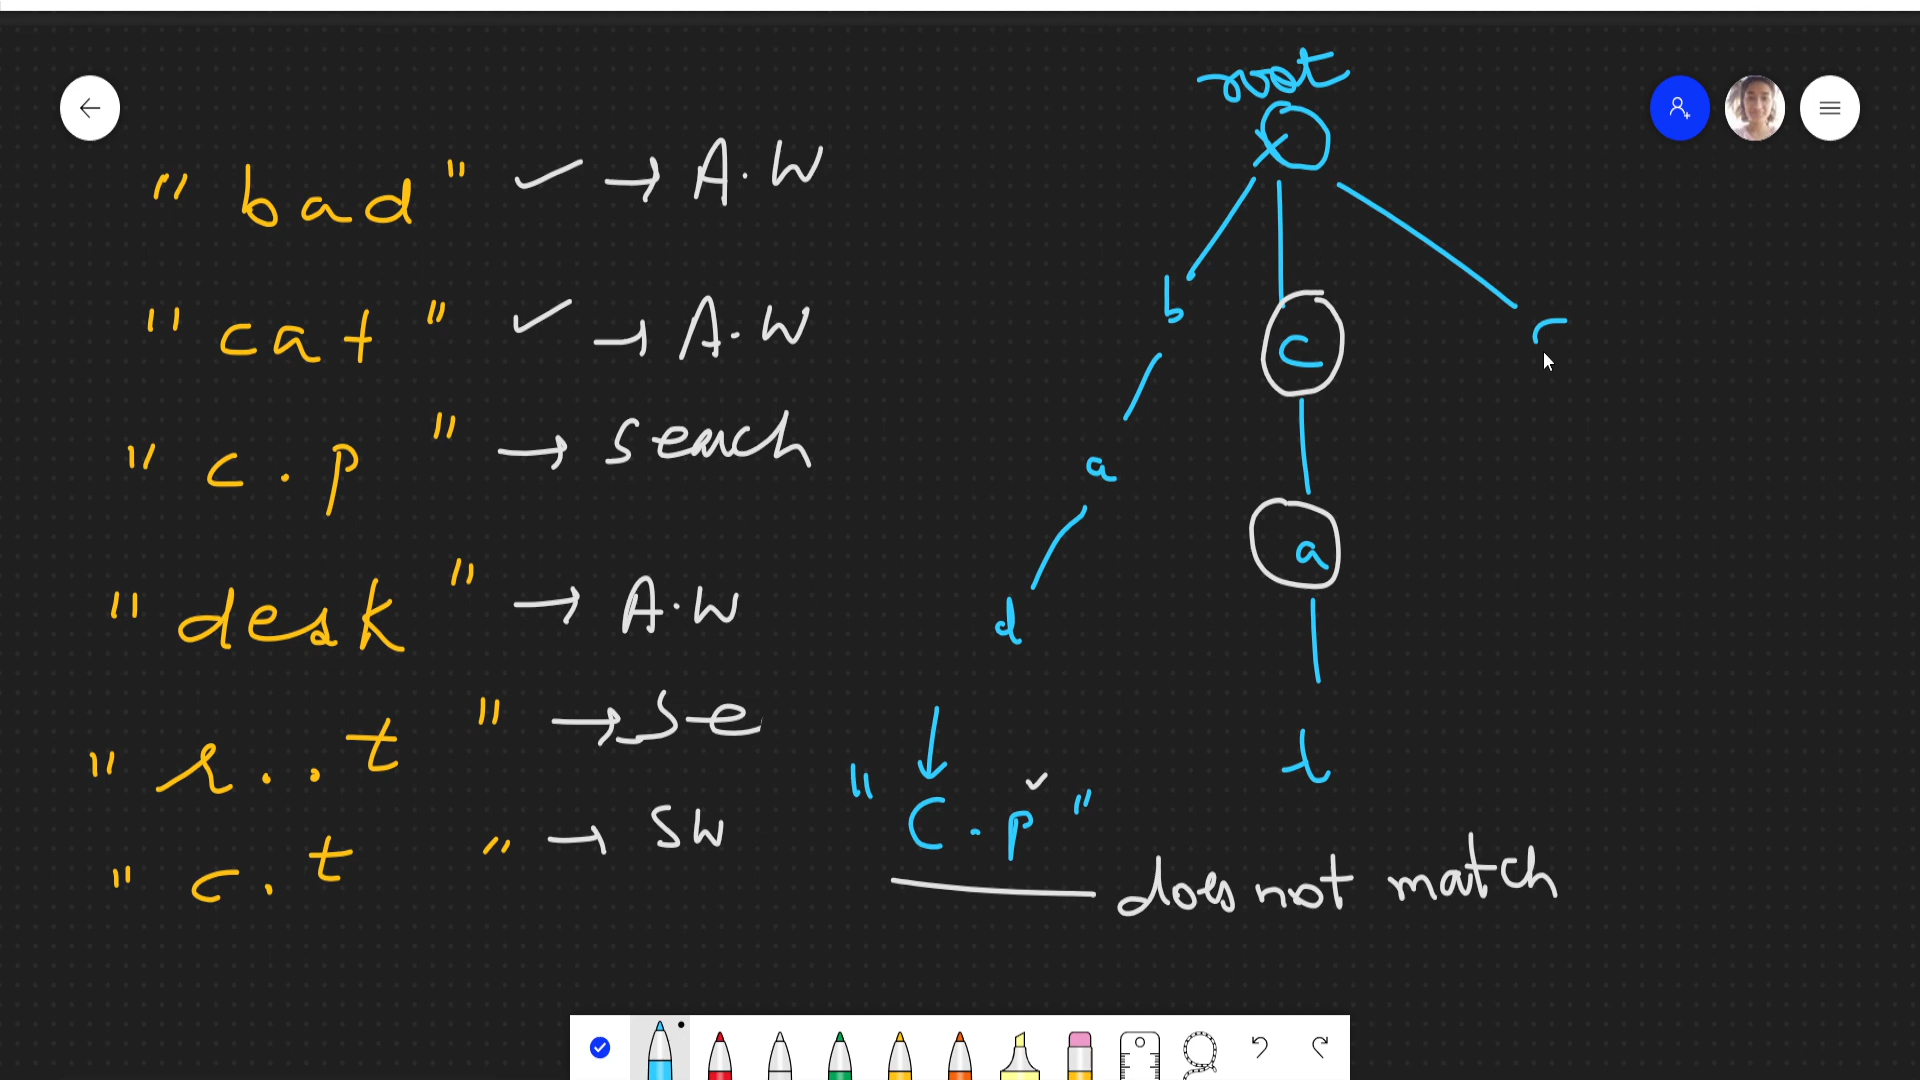 root
"bad" ✓ → A.W
"cat" ✓ → A.W
"c.p" → search
"desk" → A.W
"r..t" → Se
"c.t" → SW
b
c
a
a
d
t
"C.p" ✓
does not match